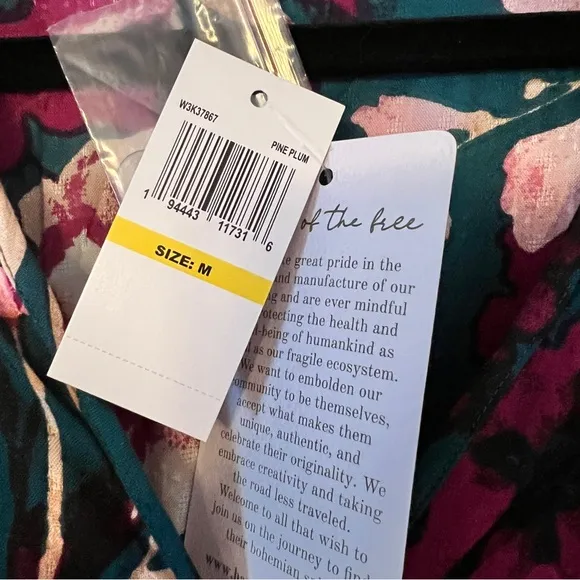 W3K37867
PINE PLUM
1 94443 11731 6
SIZE: M
of the free
great pride in the
manufacture of our
and are ever mindful
the health and
of humankind as
as our fragile ecosystem.
We want to embolden our
community to be themselves,
accept what makes them
unique, authentic, and
celebrate their originality. We
embrace creativity and taking
the road less traveled.
Welcome to all that wish to
join us on the journey to find
their bohemian